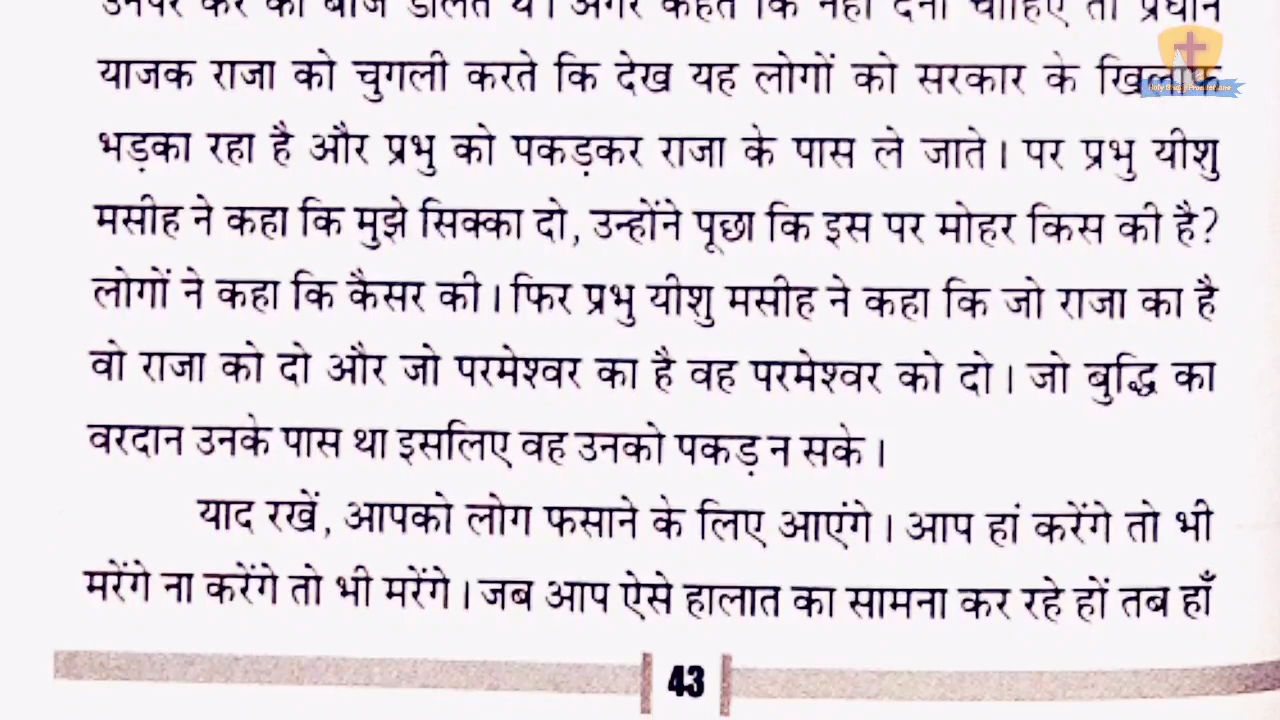 उनपर कर का बोज डालते थे। अगर कहते कि नहीं देना चाहिए तो प्रधान
याजक राजा को चुगली करते कि देख यह लोगों को सरकार के खिलाफ
भड़का रहा है और प्रभु को पकड़कर राजा के पास ले जाते। पर प्रभु यीशु
मसीह ने कहा कि मुझे सिक्का दो, उन्होंने पूछा कि इस पर मोहर किस की है?
लोगों ने कहा कि कैसर की। फिर प्रभु यीशु मसीह ने कहा कि जो राजा का है
वो राजा को दो और जो परमेश्वर का है वह परमेश्वर को दो। जो बुद्धि का
वरदान उनके पास था इसलिए वह उनको पकड़ न सके।
याद रखें, आपको लोग फसाने के लिए आएंगे। आप हां करेंगे तो भी
मरेंगे ना करेंगे तो भी मरेंगे। जब आप ऐसे हालात का सामना कर रहे हों तब हाँ
43